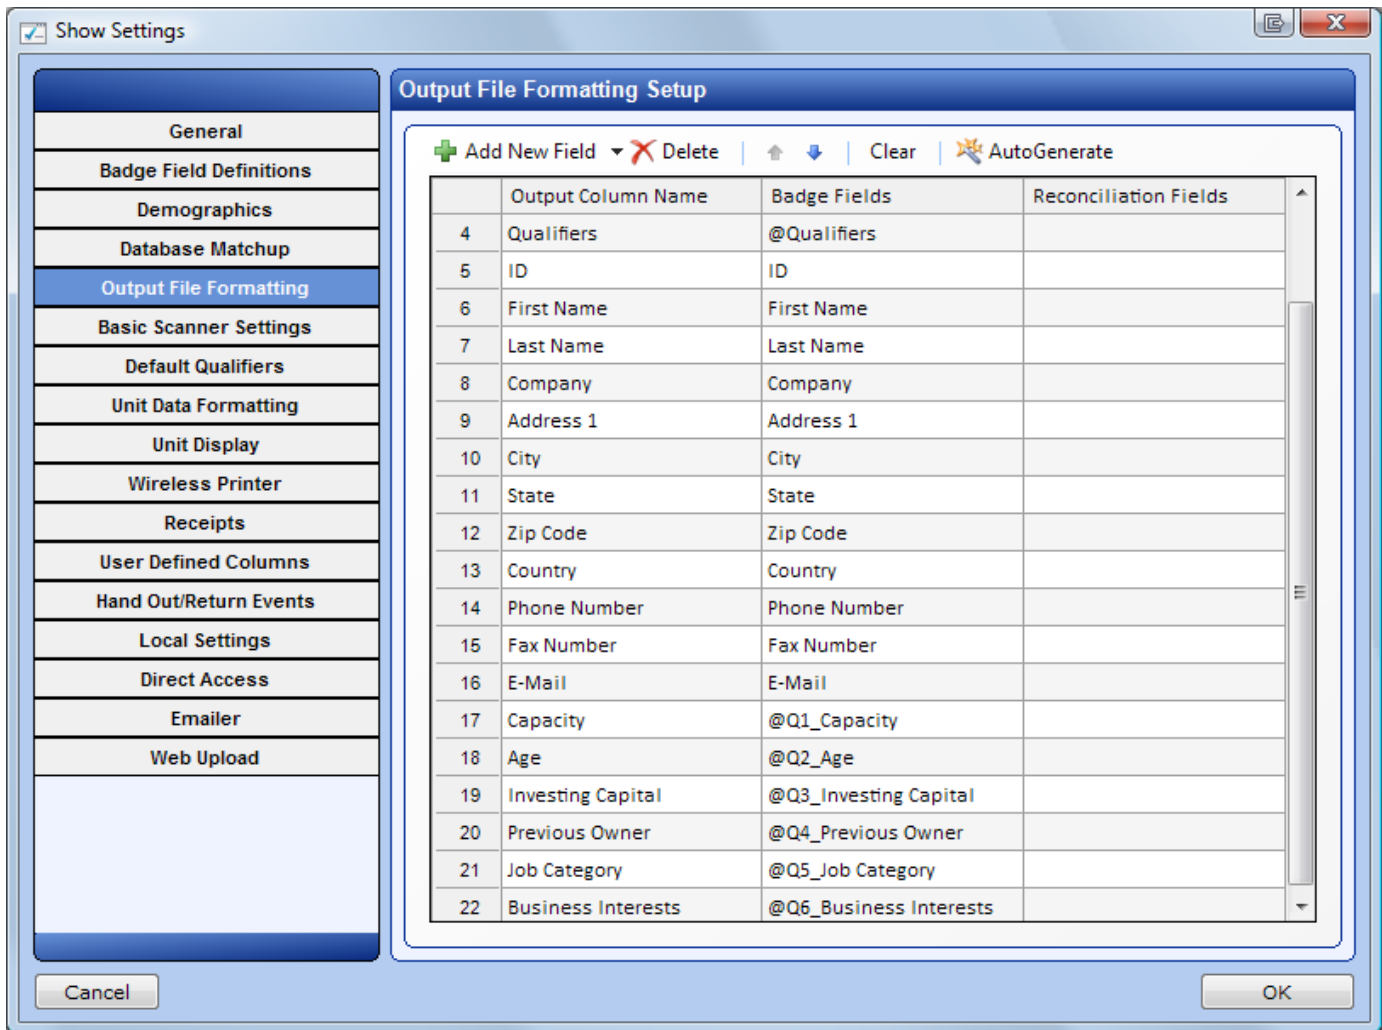 Show Settings
General
Badge Field Definitions
Demographics
Database Matchup
Output File Formatting
Basic Scanner Settings
Default Qualifiers
Unit Data Formatting
Unit Display
Wireless Printer
Receipts
User Defined Columns
Hand Out/Return Events
Local Settings
Direct Access
Emailer
Web Upload
Output File Formatting Setup
Add New Field Delete Clear AutoGenerate
Output Column Name Badge Fields Reconciliation Fields
4 Qualifiers @Qualifiers
5 ID ID
6 First Name First Name
7 Last Name Last Name
8 Company Company
9 Address 1 Address 1
10 City City
11 State State
12 Zip Code Zip Code
13 Country Country
14 Phone Number Phone Number
15 Fax Number Fax Number
16 E-Mail E-Mail
17 Capacity @Q1_Capacity
18 Age @Q2_Age
19 Investing Capital @Q3_Investing Capital
20 Previous Owner @Q4_Previous Owner
21 Job Category @Q5_Job Category
22 Business Interests @Q6_Business Interests
Cancel OK